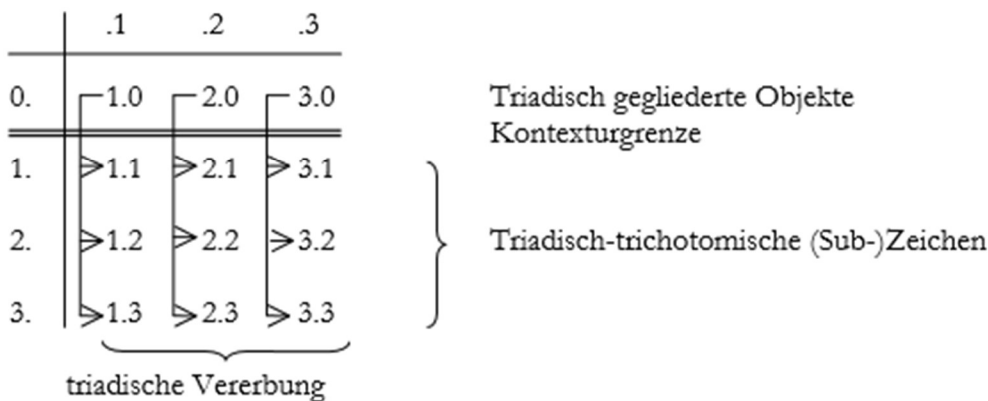 .1 .2 .3
0. 1.0 2.0 3.0 Triadisch gegliederte Objekte
Kontexturgrenze
1. 1.1 2.1 3.1
2. 1.2 2.2 3.2 Triadisch-trichotomische (Sub-)Zeichen
3. 1.3 2.3 3.3
triadische Vererbung